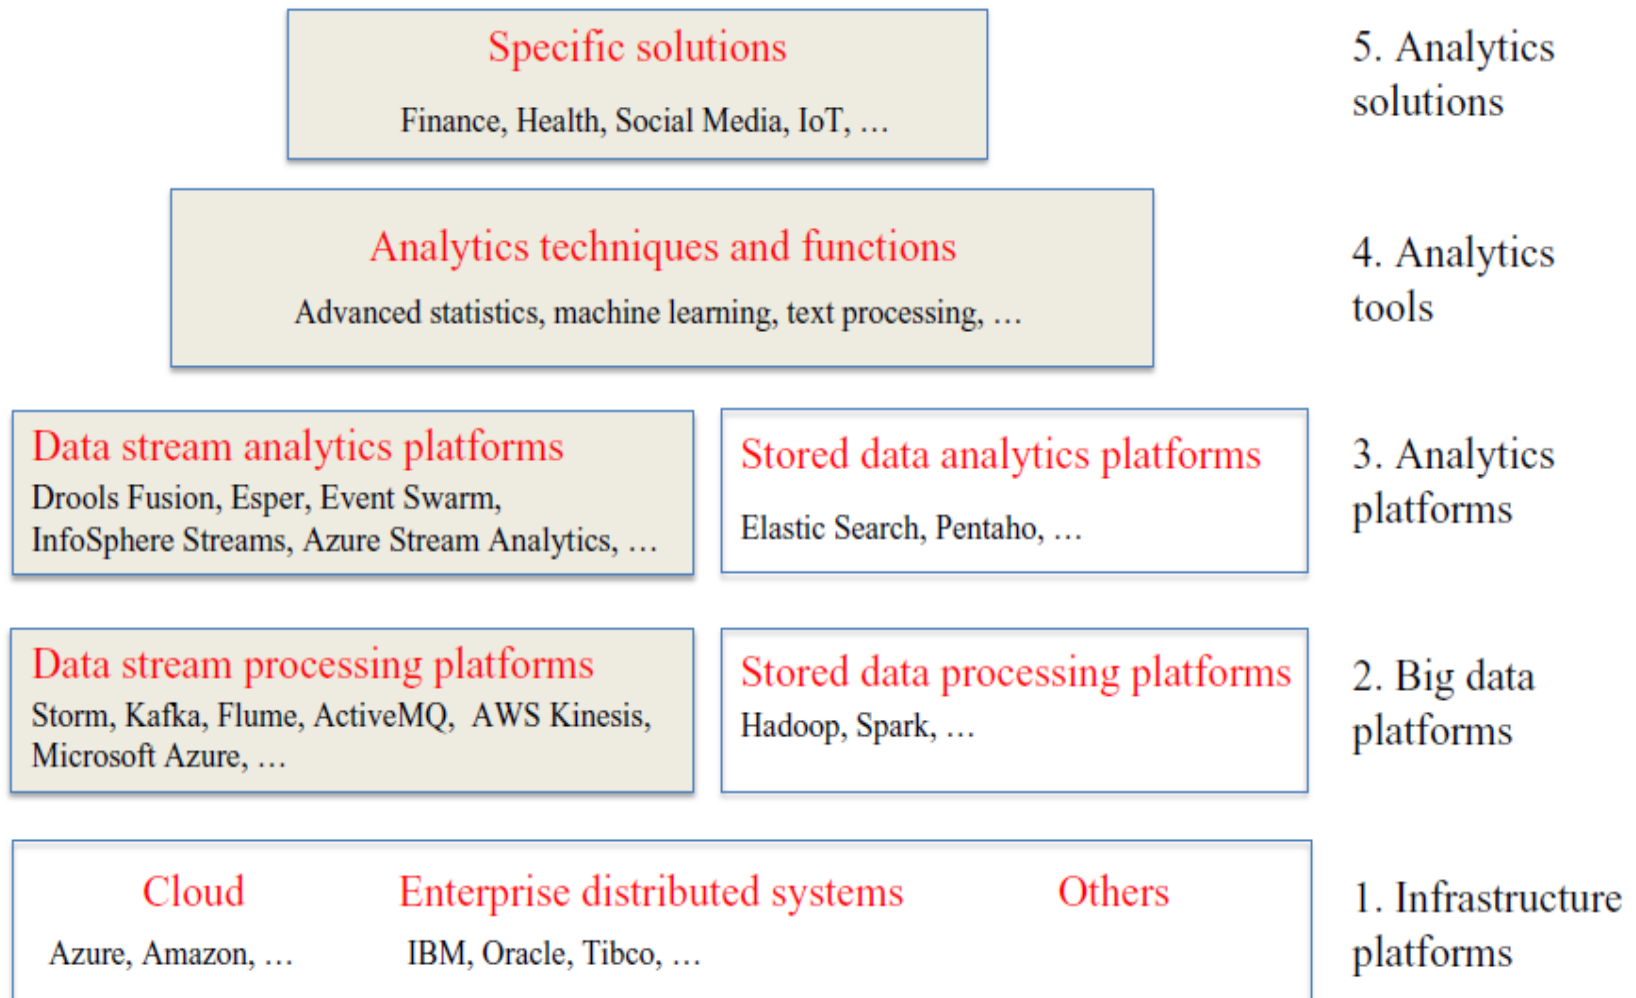 Specific solutions
Finance, Health, Social Media, IoT, …
5. Analytics
solutions
Analytics techniques and functions
Advanced statistics, machine learning, text processing, …
4. Analytics
tools
Data stream analytics platforms
Drools Fusion, Esper, Event Swarm,
InfoSphere Streams, Azure Stream Analytics, …
Stored data analytics platforms
Elastic Search, Pentaho, …
3. Analytics
platforms
Data stream processing platforms
Storm, Kafka, Flume, ActiveMQ, AWS Kinesis,
Microsoft Azure, …
Stored data processing platforms
Hadoop, Spark, …
2. Big data
platforms
Cloud
Azure, Amazon, …
Enterprise distributed systems
IBM, Oracle, Tibco, …
Others
1. Infrastructure
platforms